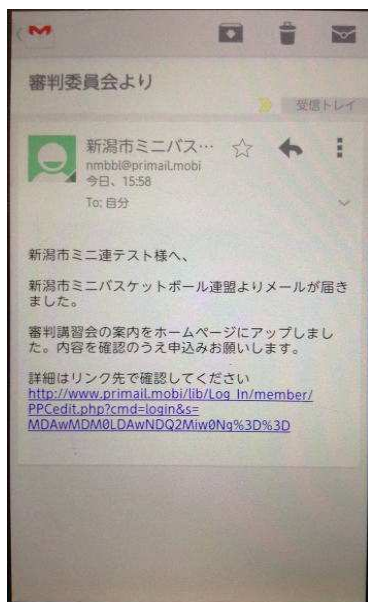 審判委員会より
受信トレイ
新潟市ミニバス…
nmbbl@primail.mobi
今日、15:58
To: 自分
新潟市ミニ連テスト様へ、
新潟市ミニバスケットボール連盟よりメールが届き
ました。
審判講習会の案内をホームページにアップしまし
た。内容を確認のうえ申込みお願いします。
詳細はリンク先で確認してください
http://www.primail.mobi/lib/Log_In/member/
PPCedit.php?cmd=login&s=
MDAwMDM0LDAwNDQ2Miw0Ng%3D%3D